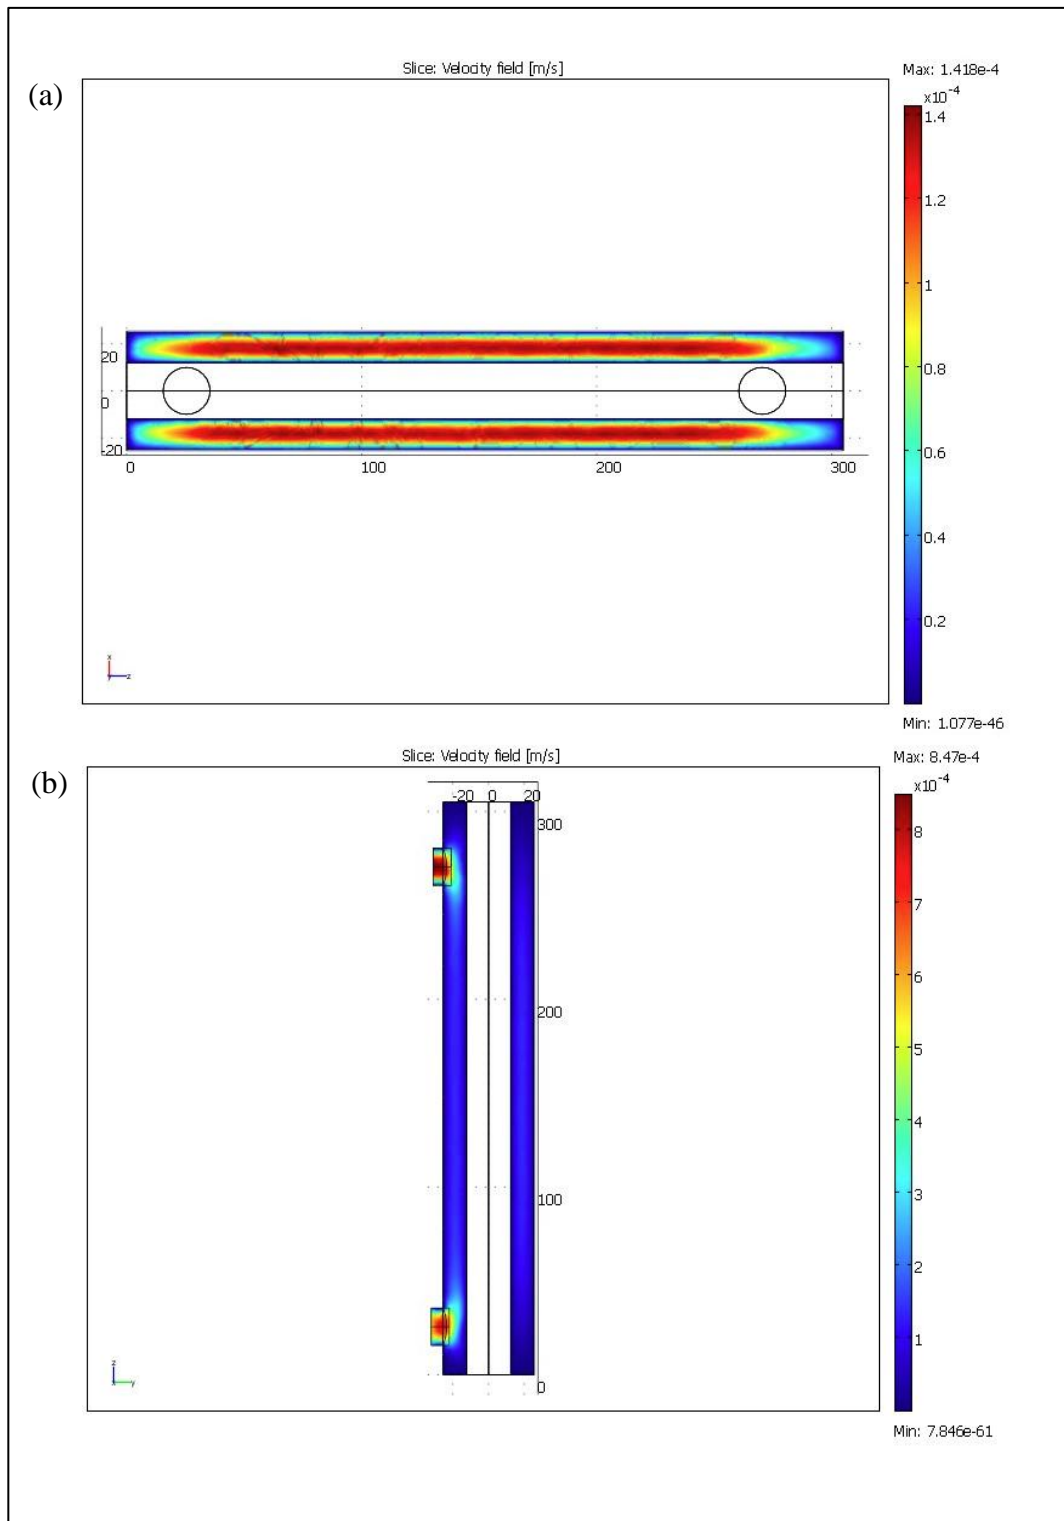 Slice: Velocity field [m/s]
Max: 1.418e-4
(a)
x10-4
1.4
1.2
1
0.8
0.6
0.4
0.2
20
0
-20
0 100 200 300
x
y z
Min: 1.077e-46
Slice: Velocity field [m/s]
Max: 8.47e-4
(b)
x10-4
-20 0 20
300
200
100
0
8
7
6
5
4
3
2
1
z
x y
Min: 7.846e-61